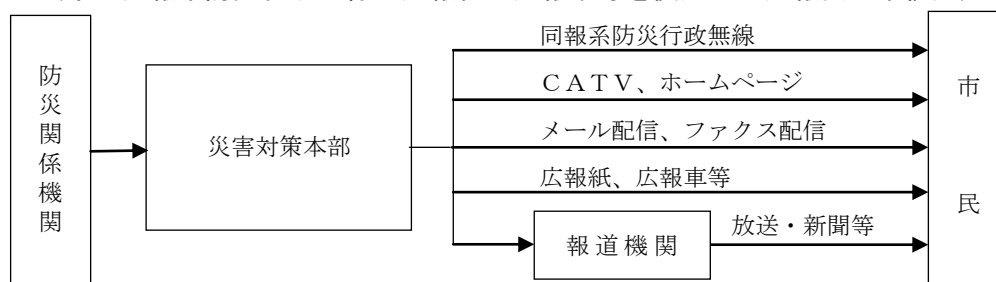 防災関係機関
災害対策本部
同報系防災行政無線
CATV、ホームページ
メール配信、ファクス配信
広報紙、広報車等
報道機関
放送・新聞等
市民